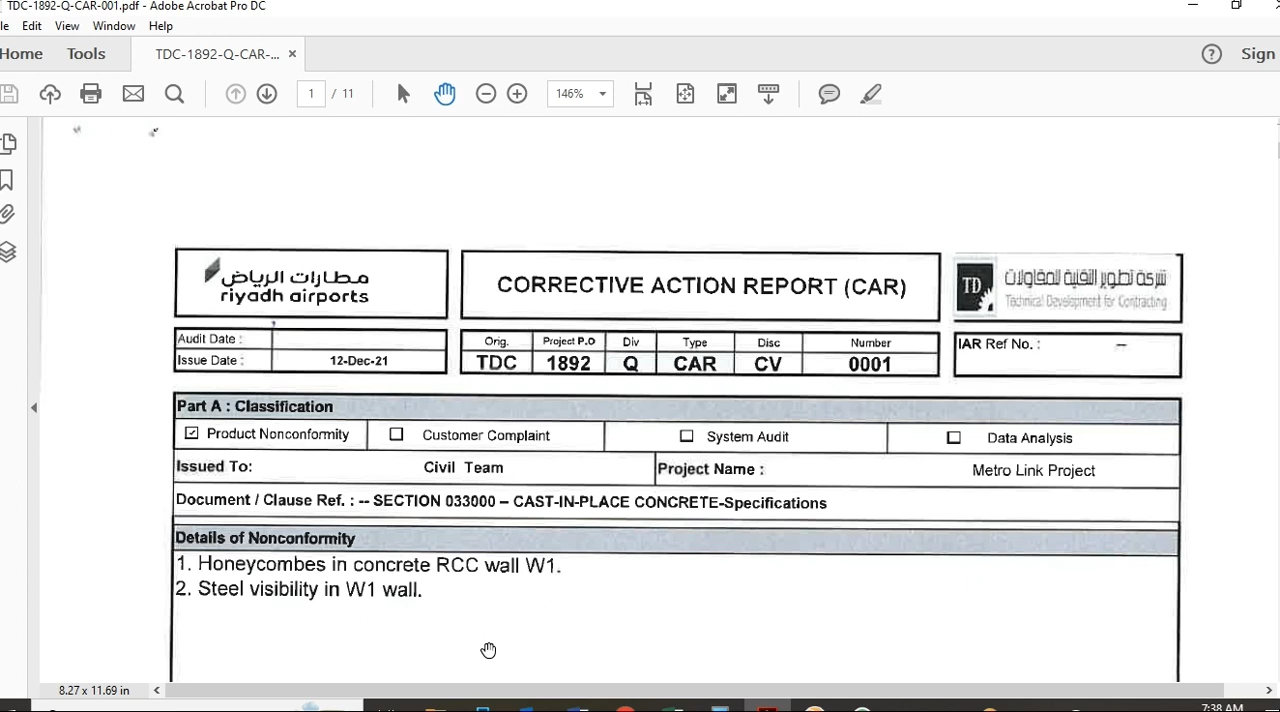 TDC-1892-Q-CAR-001.pdf - Adobe Acrobat Pro DC
le Edit View Window Help
Home Tools TDC-1892-Q-CAR-... ×
? Sign
1 / 11 146%
مطارات الرياض
riyadh airports
CORRECTIVE ACTION REPORT (CAR)
TD
شركة تطوير التقنية للمقاولات
Technical Development for Contracting
Audit Date :
Issue Date : 12-Dec-21
Orig. Project P.O Div Type Disc Number
TDC 1892 Q CAR CV 0001
IAR Ref No. : –
Part A : Classification
Product Nonconformity Customer Complaint System Audit Data Analysis
Issued To: Civil Team Project Name : Metro Link Project
Document / Clause Ref. : -- SECTION 033000 – CAST-IN-PLACE CONCRETE-Specifications
Details of Nonconformity
1. Honeycombes in concrete RCC wall W1.
2. Steel visibility in W1 wall.
8.27 x 11.69 in
7:38 AM